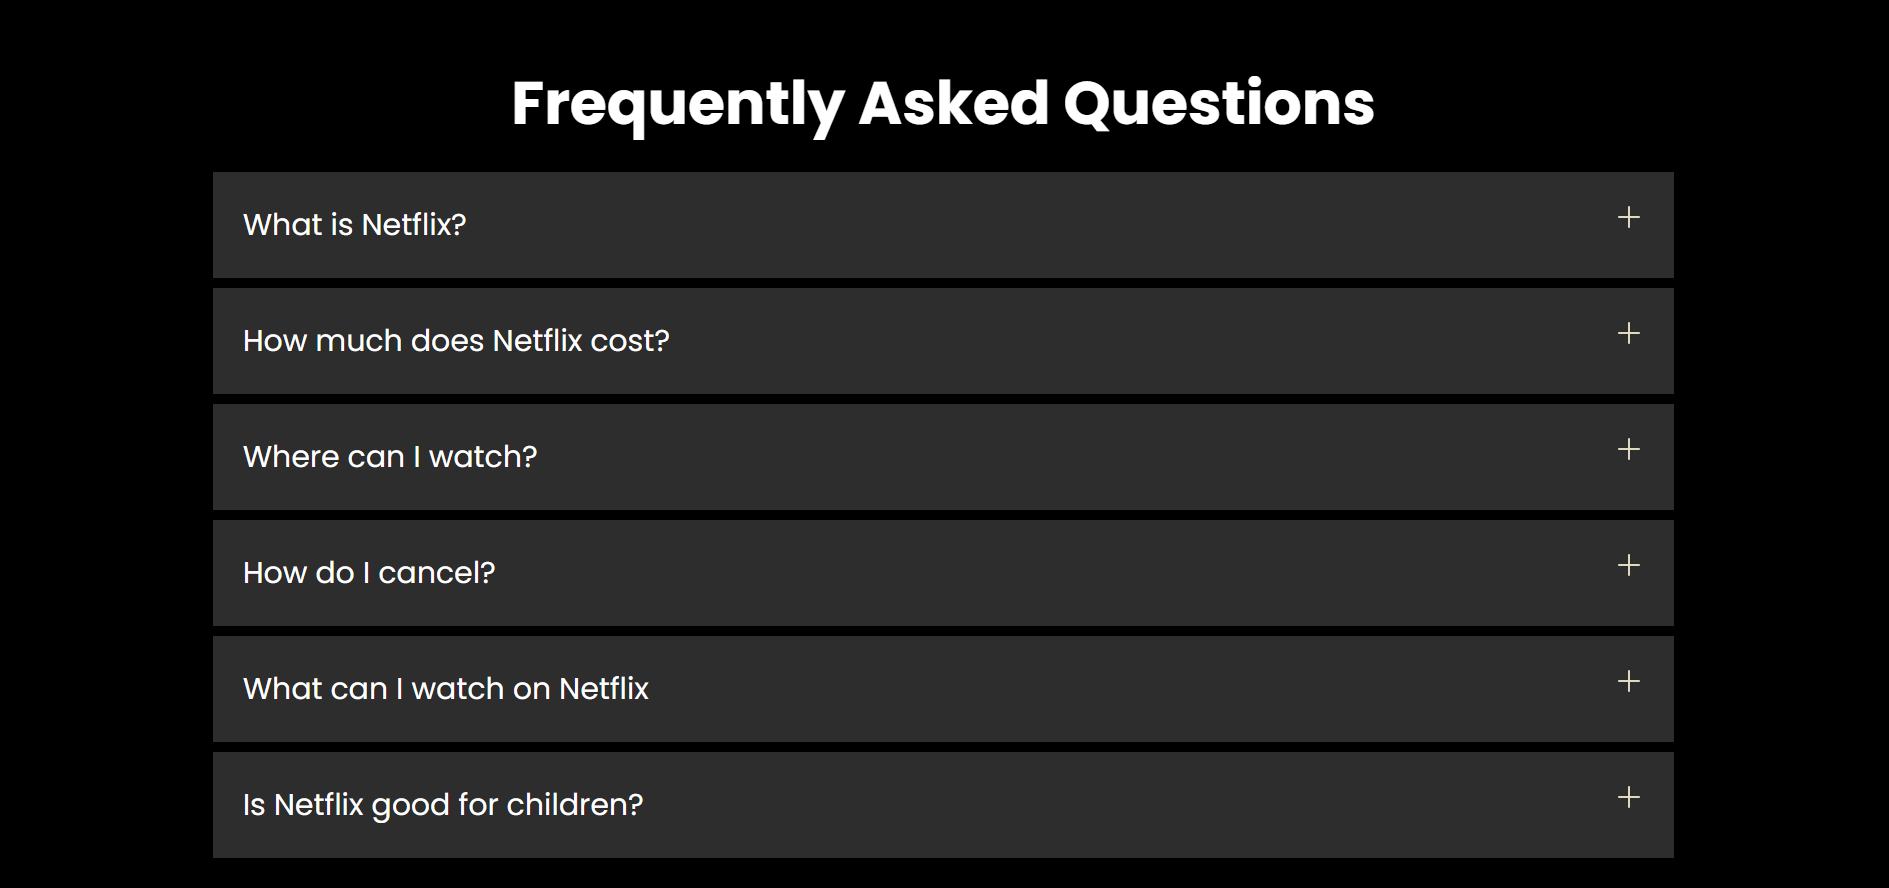 Frequently Asked Questions
What is Netflix?
How much does Netflix cost?
Where can I watch?
How do I cancel?
What can I watch on Netflix
Is Netflix good for children?